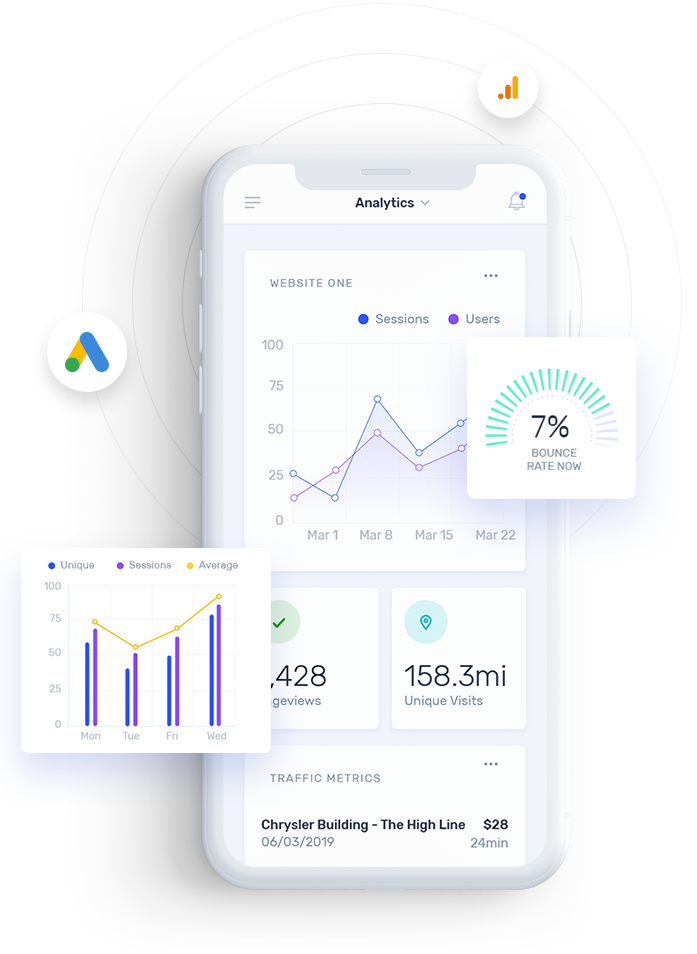 Analytics
WEBSITE ONE
Sessions Users
100
75
50
25
0
Mar 1 Mar 8 Mar 15 Mar 22
7%
BOUNCE
RATE NOW
Unique Sessions Average
100
75
50
25
0
Mon Tue Fri Wed
,428
geviews
158.3mi
Unique Visits
TRAFFIC METRICS
Chrysler Building - The High Line $28
06/03/2019 24min